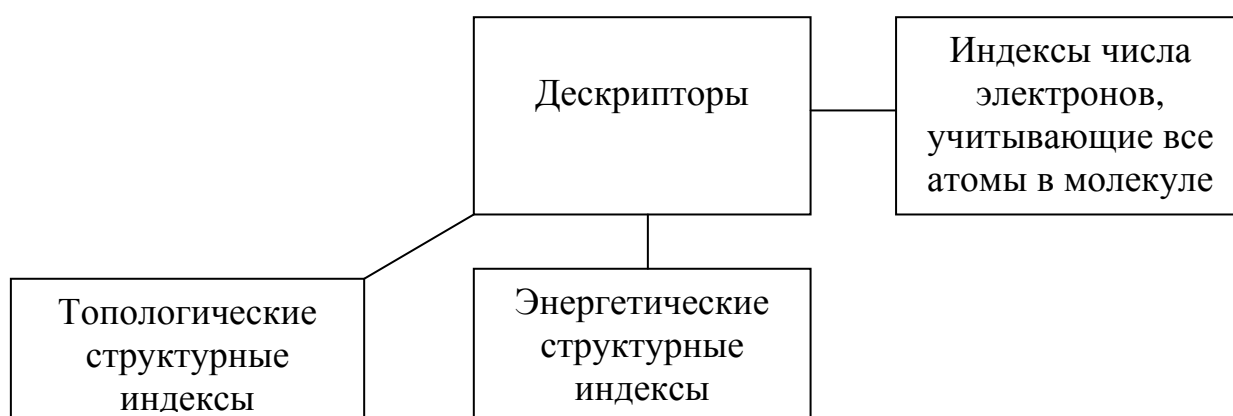 Дескрипторы
Индексы числа
электронов,
учитывающие все
атомы в молекуле
Топологические
структурные
индексы
Энергетические
структурные
индексы